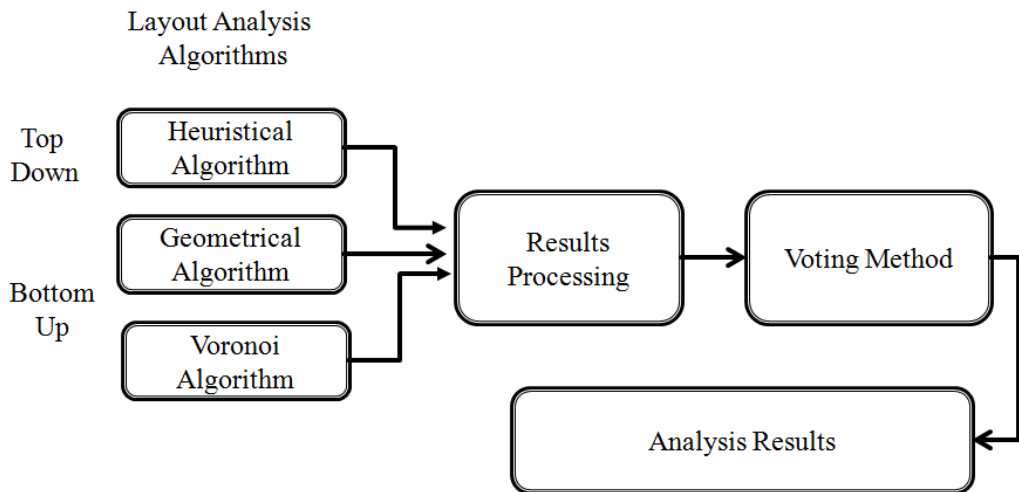 Layout Analysis
Algorithms
Top
Down
Heuristical
Algorithm
Geometrical
Algorithm
Bottom
Up
Voronoi
Algorithm
Results
Processing
Voting Method
Analysis Results